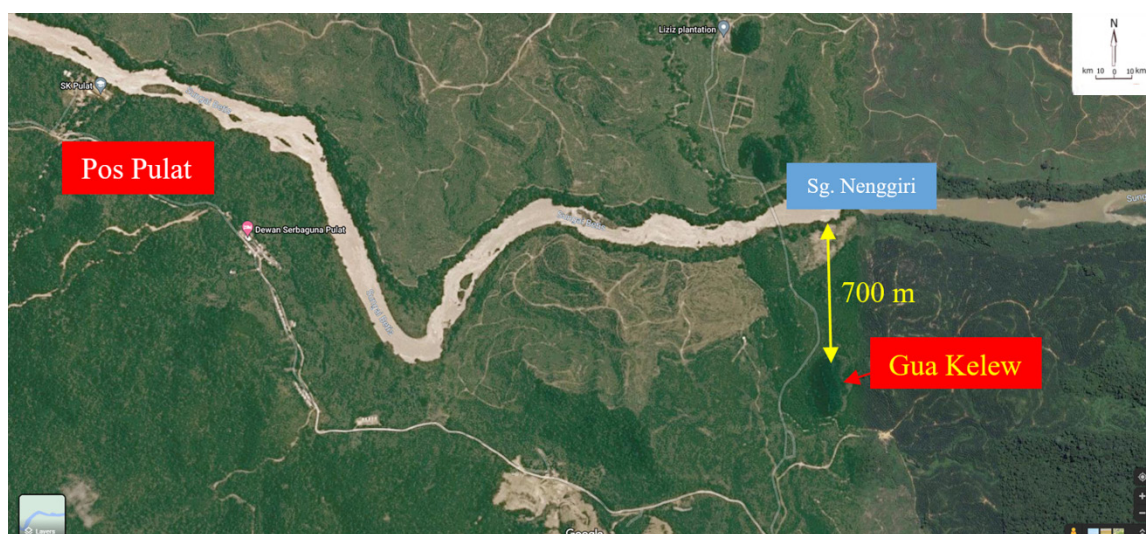 Liziz plantation
N
km 10 0 10 km
SK Pulat
Pos Pulat
Sg. Nenggiri
Dewan Serbaguna Pulat
700 m
Gua Kelew
Layers
Google